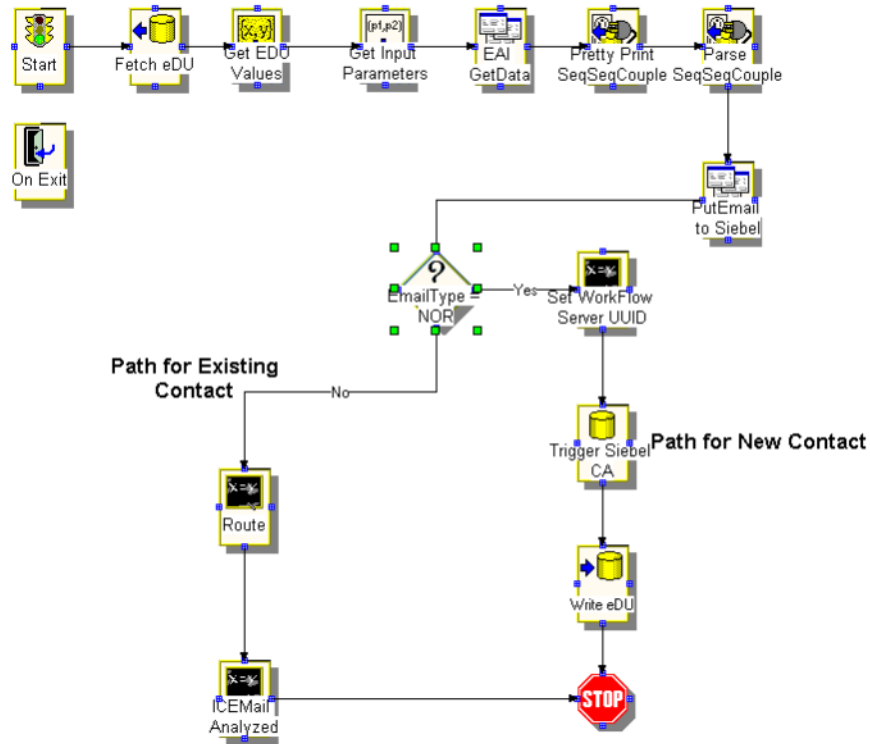 (x,y)
(p1,p2)
Start
Fetch eDU
Get EDU
Values
Get Input
Parameters
EAI
GetData
Pretty Print
SeqSeqCouple
Parse
SeqSeqCouple
On Exit
PutEmail
to Siebel
?
EmailType =
NOR
Yes
x=x
Set WorkFlow
Server UUID
Path for Existing
Contact
No
Trigger Siebel
CA
Path for New Contact
x=x
Route
Write eDU
x=x
ICEMail
Analyzed
STOP